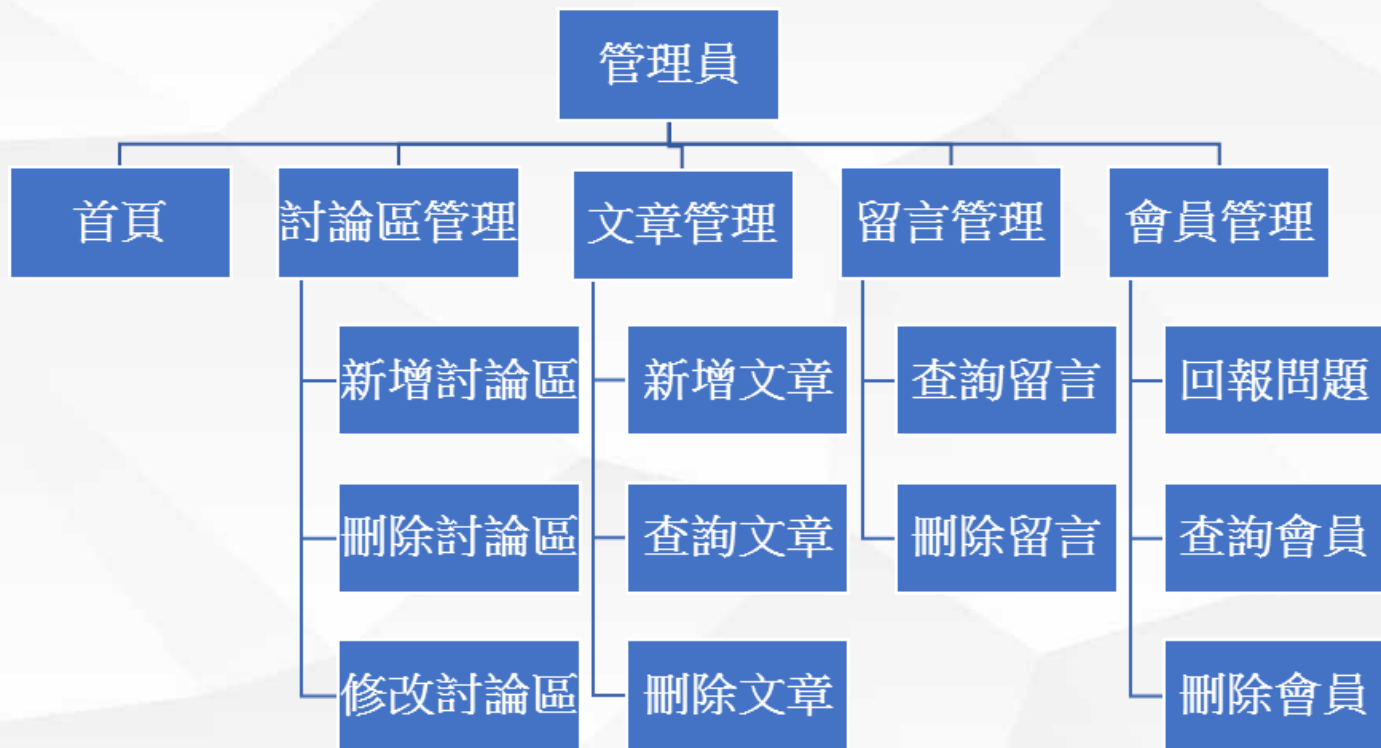 管理員
首頁
討論區管理
文章管理
留言管理
會員管理
新增討論區
新增文章
查詢留言
回報問題
刪除討論區
查詢文章
刪除留言
查詢會員
修改討論區
刪除文章
刪除會員